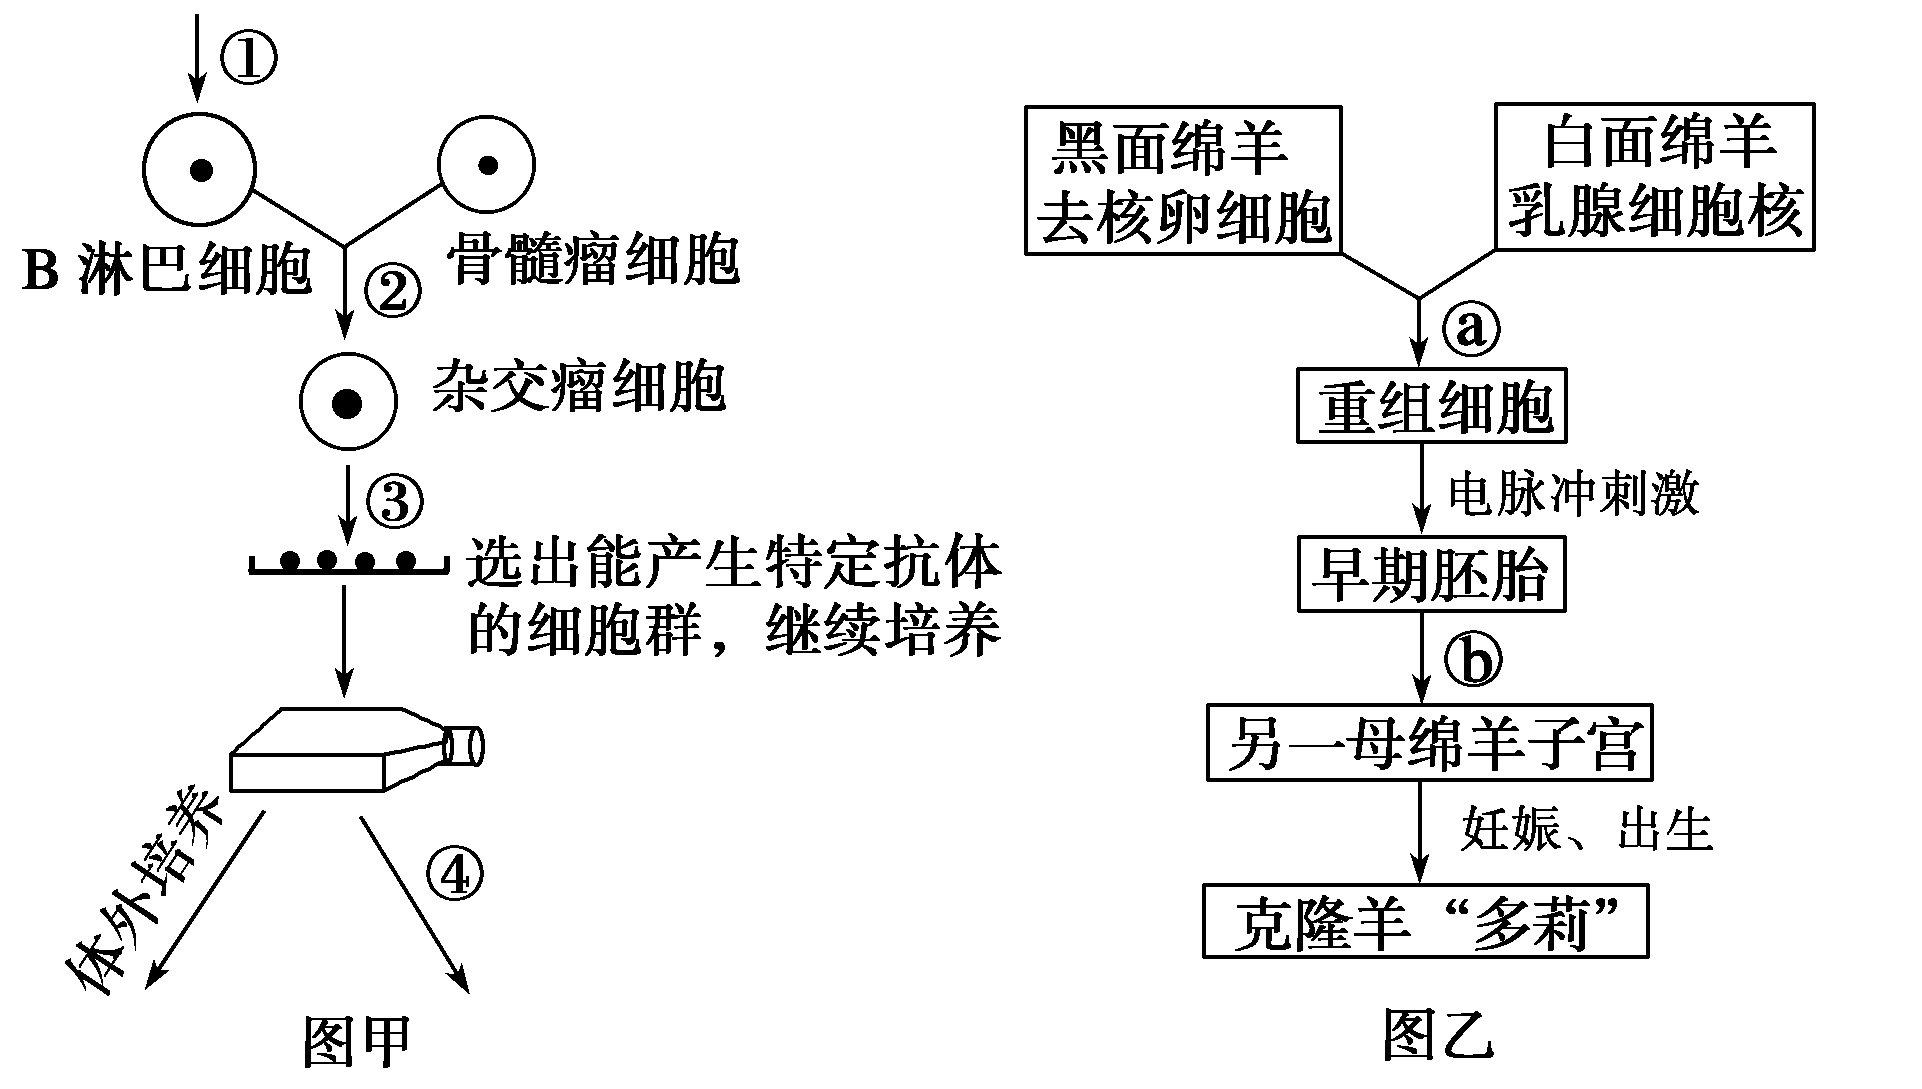 ①
B 淋巴细胞
骨髓瘤细胞
②
杂交瘤细胞
③
选出能产生特定抗体
的细胞群，继续培养
体外培养
④
图甲
黑面绵羊
去核卵细胞
白面绵羊
乳腺细胞核
ⓐ
重组细胞
电脉冲刺激
早期胚胎
ⓑ
另一母绵羊子宫
妊娠、出生
克隆羊“多莉”
图乙